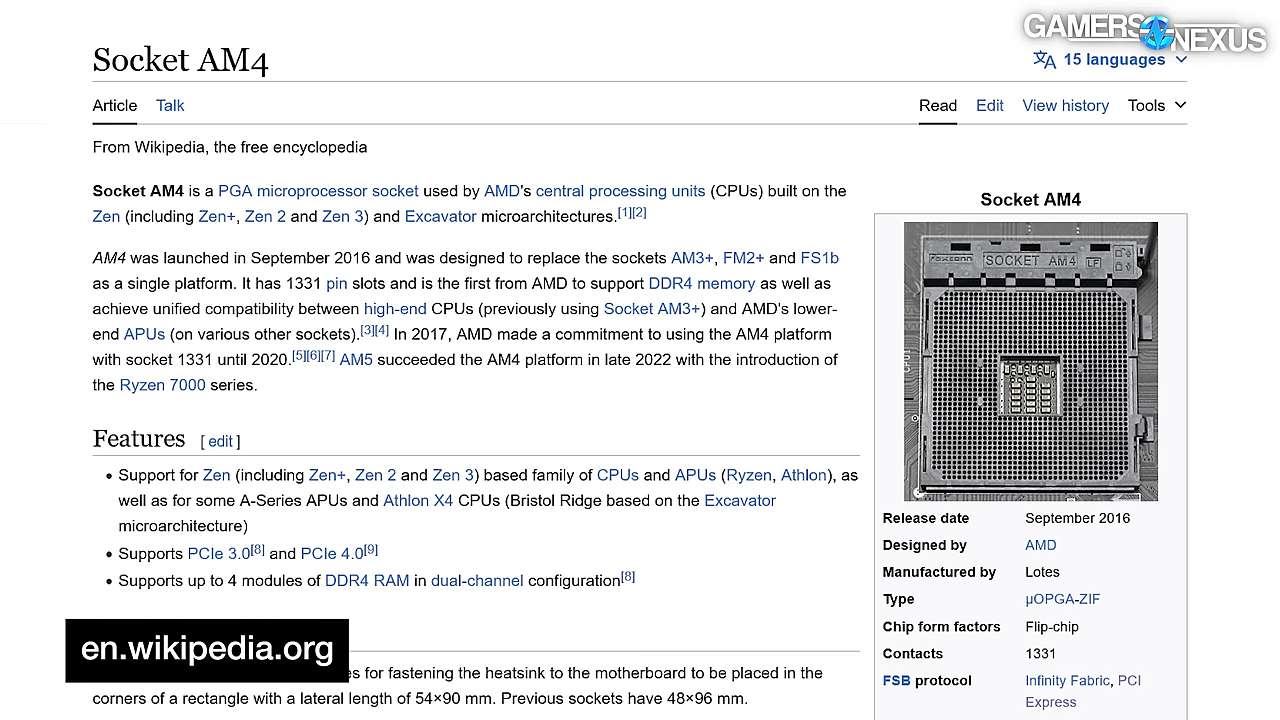 GAMERS NEXUS
Socket AM4
15 languages
Article Talk
Read Edit View history Tools
From Wikipedia, the free encyclopedia
Socket AM4 is a PGA microprocessor socket used by AMD's central processing units (CPUs) built on the
Zen (including Zen+, Zen 2 and Zen 3) and Excavator microarchitectures.[1][2]
AM4 was launched in September 2016 and was designed to replace the sockets AM3+, FM2+ and FS1b
as a single platform. It has 1331 pin slots and is the first from AMD to support DDR4 memory as well as
achieve unified compatibility between high-end CPUs (previously using Socket AM3+) and AMD's lower-
end APUs (on various other sockets).[3][4] In 2017, AMD made a commitment to using the AM4 platform
with socket 1331 until 2020.[5][6][7] AM5 succeeded the AM4 platform in late 2022 with the introduction of
the Ryzen 7000 series.
Features [ edit ]
• Support for Zen (including Zen+, Zen 2 and Zen 3) based family of CPUs and APUs (Ryzen, Athlon), as
well as for some A-Series APUs and Athlon X4 CPUs (Bristol Ridge based on the Excavator
microarchitecture)
• Supports PCIe 3.0[8] and PCIe 4.0[9]
• Supports up to 4 modules of DDR4 RAM in dual-channel configuration[8]
es for fastening the heatsink to the motherboard to be placed in the
corners of a rectangle with a lateral length of 54×90 mm. Previous sockets have 48×96 mm.
en.wikipedia.org
Socket AM4
FOXCONN SOCKET AM4 LF
Release date September 2016
Designed by AMD
Manufactured by Lotes
Type µOPGA-ZIF
Chip form factors Flip-chip
Contacts 1331
FSB protocol Infinity Fabric, PCI
Express